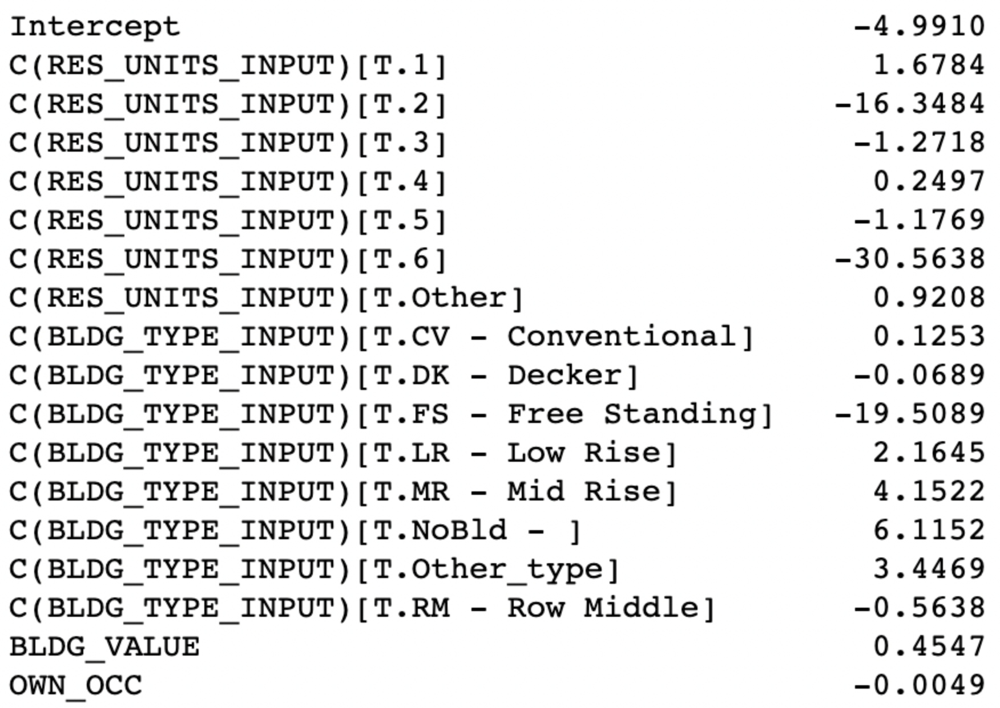 Intercept -4.9910
C(RES_UNITS_INPUT)[T.1] 1.6784
C(RES_UNITS_INPUT)[T.2] -16.3484
C(RES_UNITS_INPUT)[T.3] -1.2718
C(RES_UNITS_INPUT)[T.4] 0.2497
C(RES_UNITS_INPUT)[T.5] -1.1769
C(RES_UNITS_INPUT)[T.6] -30.5638
C(RES_UNITS_INPUT)[T.Other] 0.9208
C(BLDG_TYPE_INPUT)[T.CV - Conventional] 0.1253
C(BLDG_TYPE_INPUT)[T.DK - Decker] -0.0689
C(BLDG_TYPE_INPUT)[T.FS - Free Standing] -19.5089
C(BLDG_TYPE_INPUT)[T.LR - Low Rise] 2.1645
C(BLDG_TYPE_INPUT)[T.MR - Mid Rise] 4.1522
C(BLDG_TYPE_INPUT)[T.NoBld - ] 6.1152
C(BLDG_TYPE_INPUT)[T.Other_type] 3.4469
C(BLDG_TYPE_INPUT)[T.RM - Row Middle] -0.5638
BLDG_VALUE 0.4547
OWN_OCC -0.0049